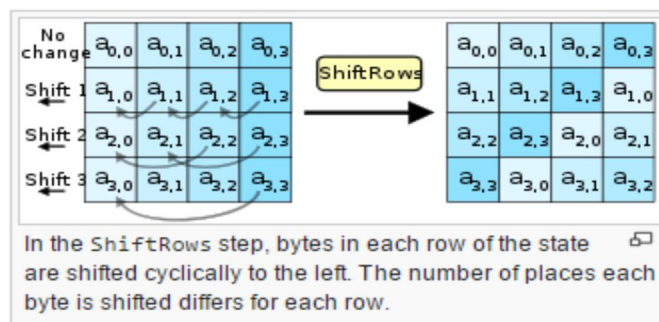 No change a0,0 a0,1 a0,2 a0,3 ShiftRows a0,0 a0,1 a0,2 a0,3
Shift 1 a1,0 a1,1 a1,2 a1,3 a1,1 a1,2 a1,3 a1,0
Shift 2 a2,0 a2,1 a2,2 a2,3 a2,2 a2,3 a2,0 a2,1
Shift 3 a3,0 a3,1 a3,2 a3,3 a3,3 a3,0 a3,1 a3,2
In the ShiftRows step, bytes in each row of the state
are shifted cyclically to the left. The number of places each
byte is shifted differs for each row.